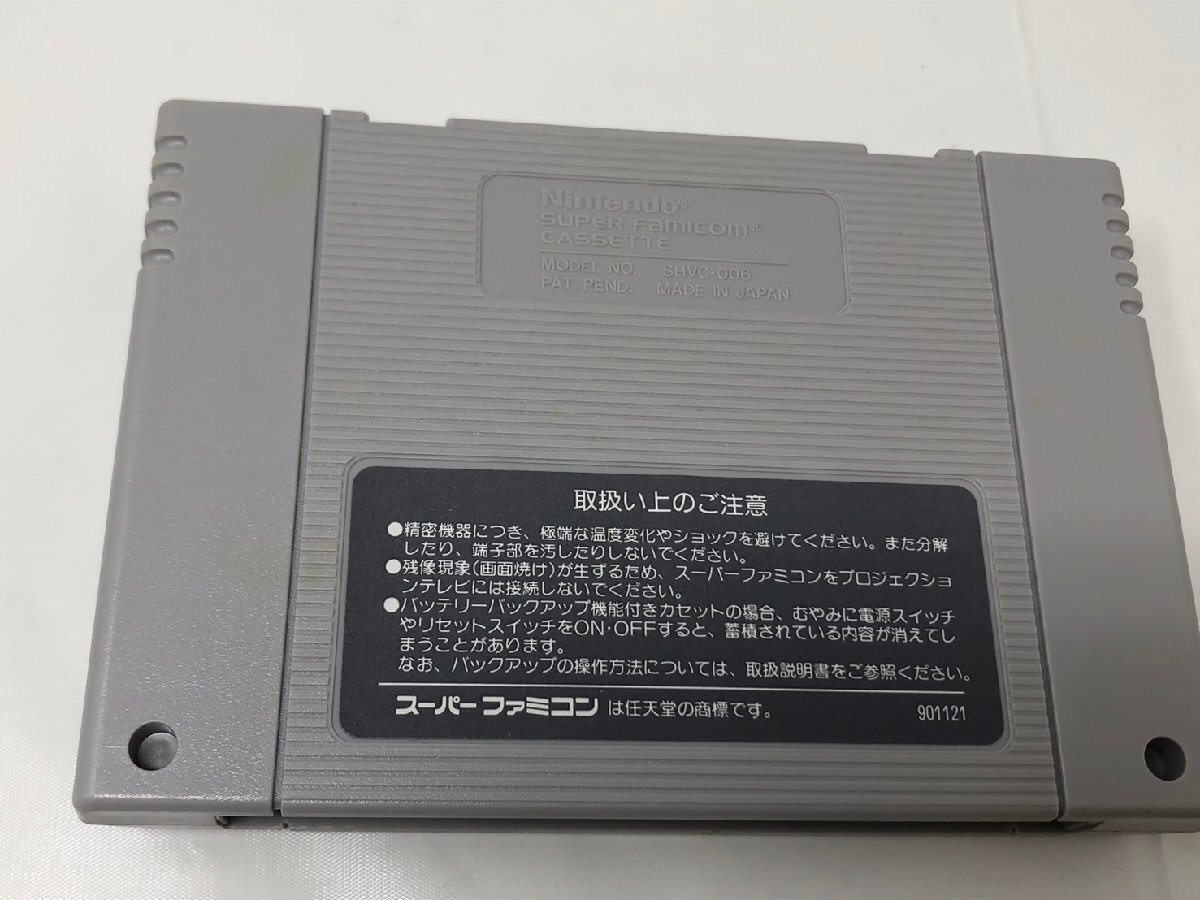 Nintendo®
SUPER Famicom®
CASSETTE
MODEL NO. SHVC-006
PAT. PEND. MADE IN JAPAN
取扱い上のご注意
●精密機器につき、極端な温度変化やショックを避けてください。また分解
したり、端子部を汚したりしないでください。
●残像現象(画面焼け)が生ずるため、スーパーファミコンをプロジェクショ
ンテレビには接続しないでください。
●バッテリーバックアップ機能付きカセットの場合、むやみに電源スイッチ
やリセットスイッチをON・OFFすると、蓄積されている内容が消えてし
まうことがあります。
なお、バックアップの操作方法については、取扱説明書をご参照ください。
スーパーファミコン は任天堂の商標です。 901121